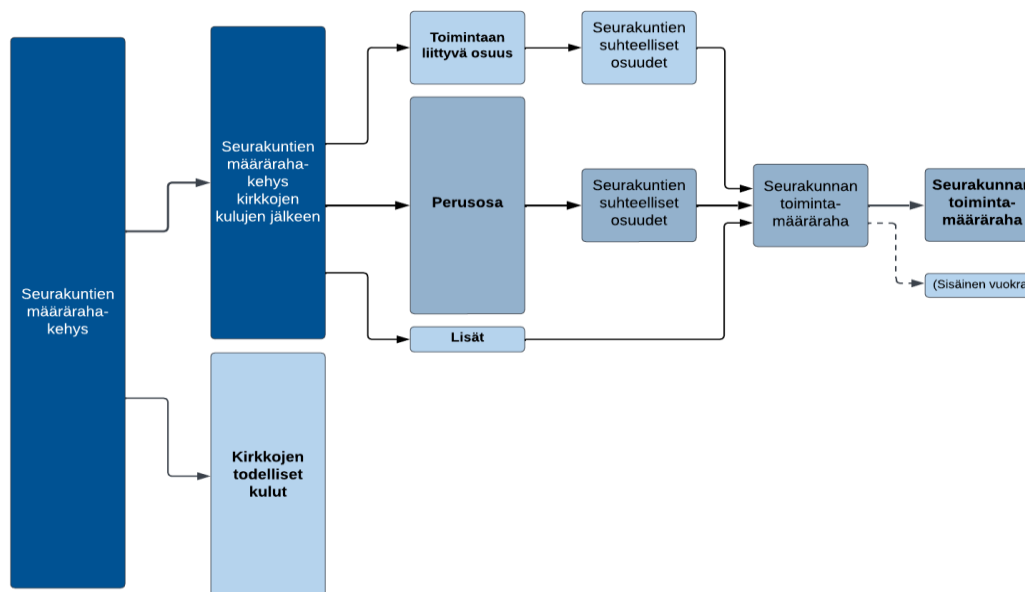 Seurakuntien
määräraha-
kehys
Seurakuntien
määräraha-
kehys
kirkkojen
kulujen jälkeen
Kirkkojen
todelliset
kulut
Toimintaan
liittyvä osuus
Perusosa
Lisät
Seurakuntien
suhteelliset
osuudet
Seurakuntien
suhteelliset
osuudet
Seurakunnan
toiminta-
määräraha
Seurakunnan
toiminta-
määräraha
(Sisäinen vuokra